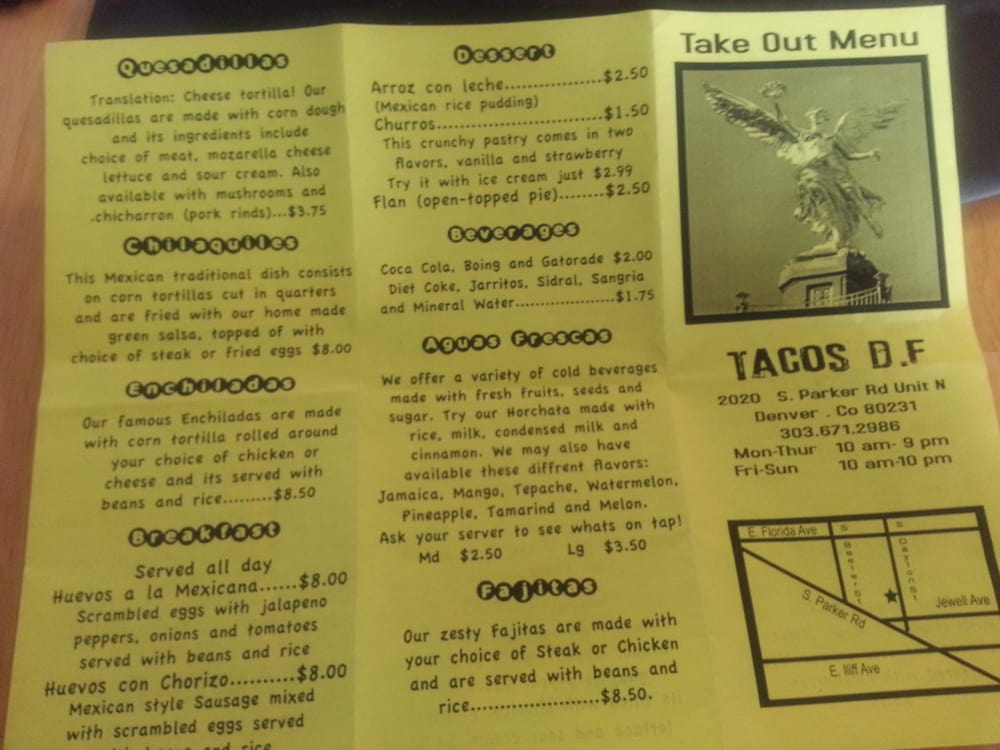 Quesadillas
Translation: Cheese tortilla! Our
quesadillas are made with corn dough
and its ingredients include
choice of meat, mozarella cheese
lettuce and sour cream. Also
available with mushrooms and
.chicharron (pork rinds)...$3.75
Chilaquiles
This Mexican traditional dish consists
on corn tortillas cut in quarters
and are fried with our home made
green salsa, topped of with
choice of steak or fried eggs $8.00
Enchiladas
Our famous Enchiladas are made
with corn tortilla rolled around
your choice of chicken or
cheese and its served with
beans and rice.........$8.50
Breakfast
Served all day
Huevos a la Mexicana......$8.00
Scrambled eggs with jalapeno
peppers, onions and tomatoes
served with beans and rice
Huevos con Chorizo..........$8.00
Mexican style Sausage mixed
with scrambled eggs served
with beans and rice
Dessert
Arroz con leche...............$2.50
(Mexican rice pudding)
Churros..........................$1.50
This crunchy pastry comes in two
flavors, vanilla and strawberry
Try it with ice cream just $2.99
Flan (open-topped pie)........$2.50
Beverages
Coca Cola, Boing and Gatorade $2.00
Diet Coke, Jarritos, Sidral, Sangria
and Mineral Water...................$1.75
Aguas Frescas
We offer a variety of cold beverages
made with fresh fruits, seeds and
sugar. Try our Horchata made with
rice, milk, condensed milk and
cinnamon. We may also have
available these diffrent flavors:
Jamaica, Mango, Tepache, Watermelon,
Pineapple, Tamarind and Melon.
Ask your server to see whats on tap!
Md $2.50 Lg $3.50
Fajitas
Our zesty Fajitas are made with
your choice of Steak or Chicken
and are served with beans and
rice.....................$8.50.
Take Out Menu
TACOS D.F
2020 S. Parker Rd Unit N
Denver . Co 80231
303.671.2986
Mon-Thur 10 am- 9 pm
Fri-Sun 10 am-10 pm
E. Florida Ave
S Beeler St
S Dayton St
S. Parker Rd
Jewell Ave
E. Iliff Ave